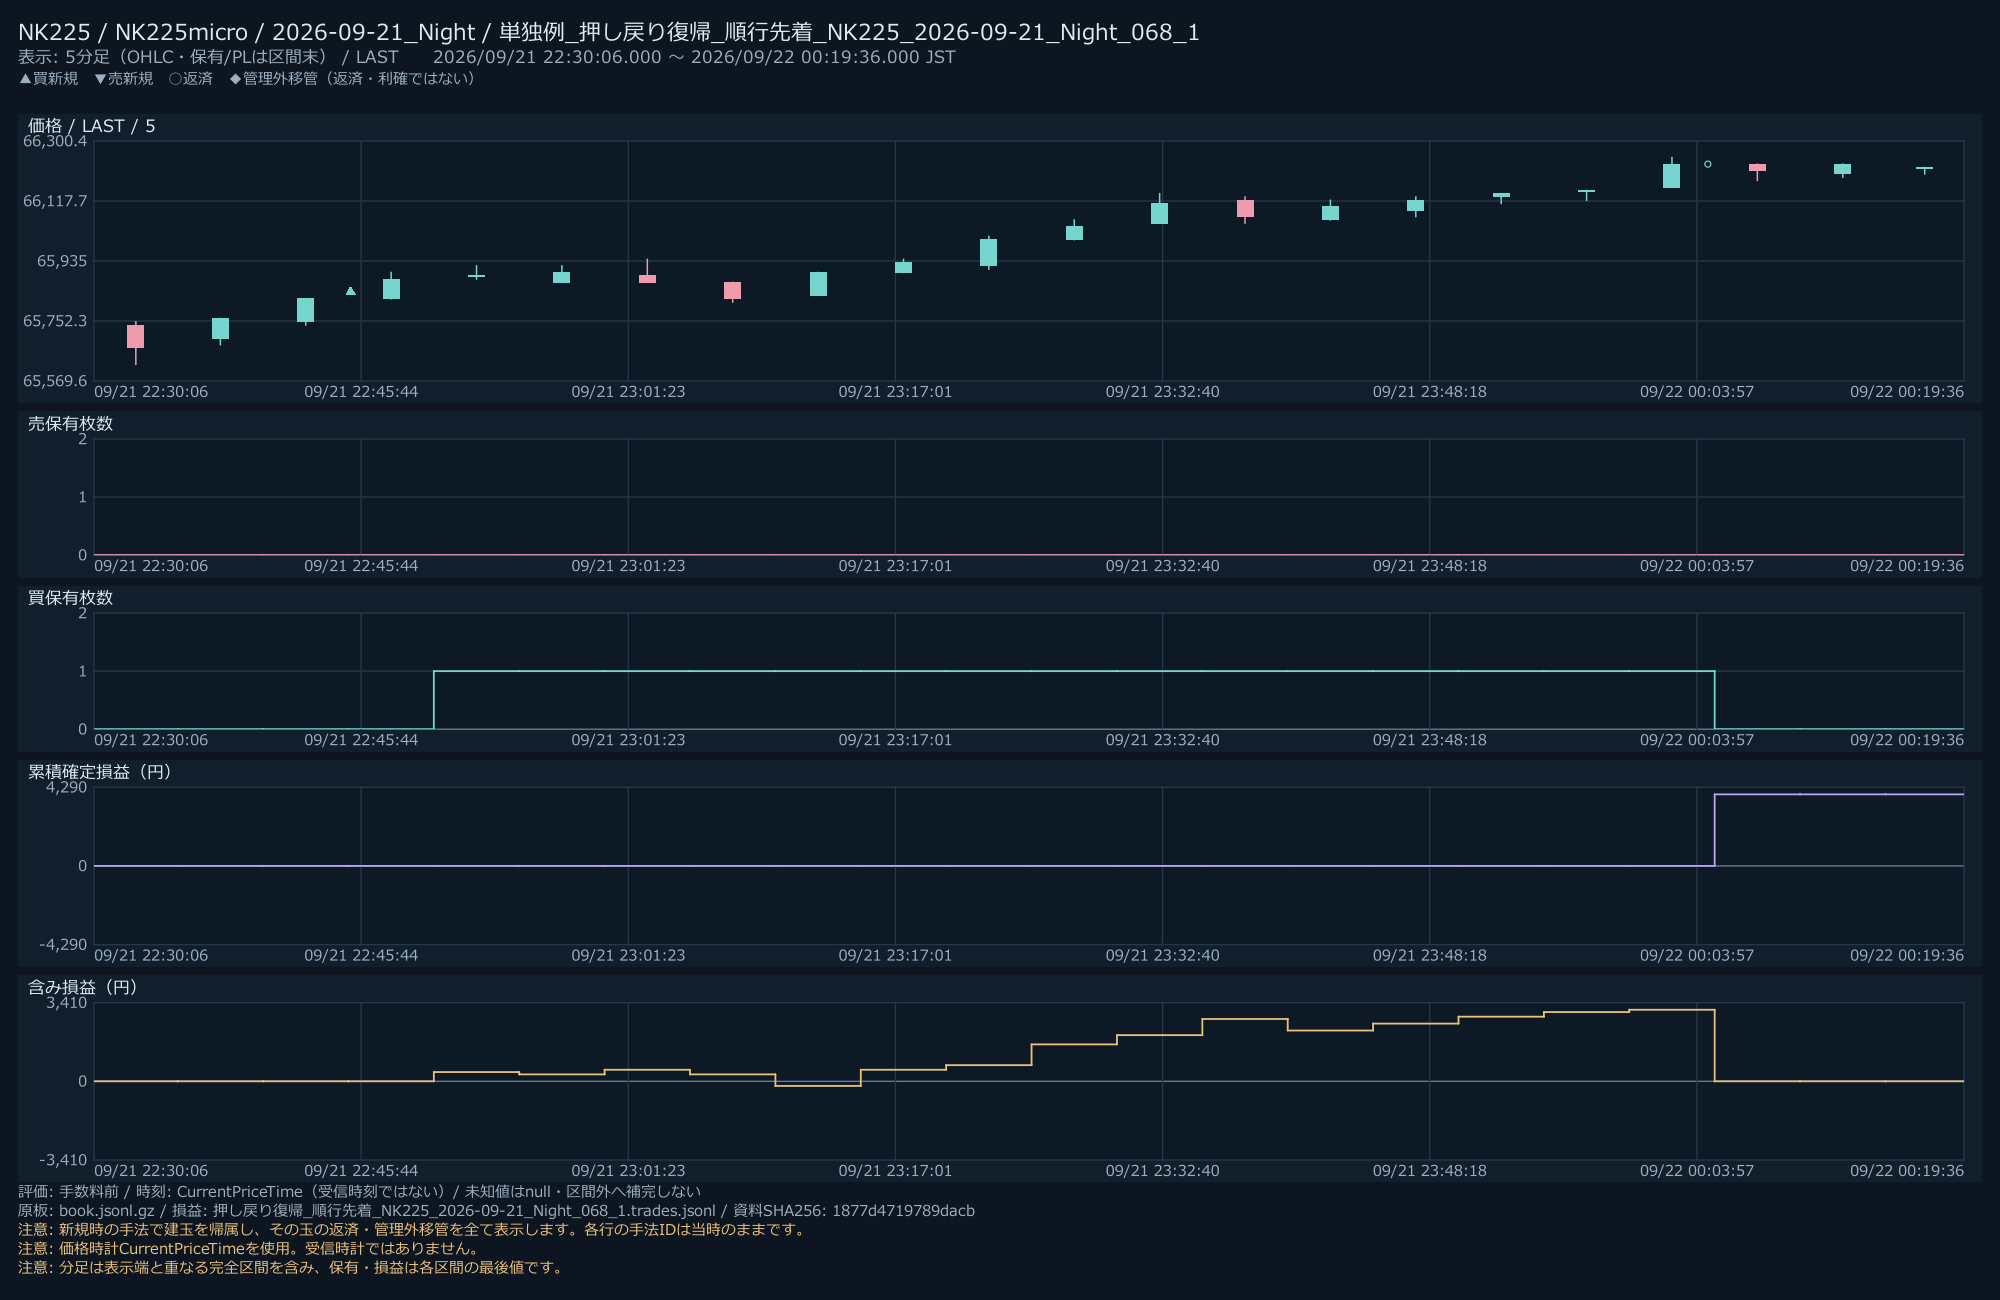 NK225 / NK225micro / 2026-09-21_Night / 単独例_押し戻り復帰_順行先着_NK225_2026-09-21_Night_068_1
表示: 5分足（OHLC・保有/PLは区間末） / LAST 2026/09/21 22:30:06.000 ～ 2026/09/22 00:19:36.000 JST
▲買新規 ▼売新規 ○返済 ◆管理外移管（返済・利確ではない）
価格 / LAST / 5
66,300.4
66,117.7
65,935
65,752.3
65,569.6
09/21 22:30:06 09/21 22:45:44 09/21 23:01:23 09/21 23:17:01 09/21 23:32:40 09/21 23:48:18 09/22 00:03:57 09/22 00:19:36
売保有枚数
2
1
0
09/21 22:30:06 09/21 22:45:44 09/21 23:01:23 09/21 23:17:01 09/21 23:32:40 09/21 23:48:18 09/22 00:03:57 09/22 00:19:36
買保有枚数
2
1
0
09/21 22:30:06 09/21 22:45:44 09/21 23:01:23 09/21 23:17:01 09/21 23:32:40 09/21 23:48:18 09/22 00:03:57 09/22 00:19:36
累積確定損益（円）
4,290
0
-4,290
09/21 22:30:06 09/21 22:45:44 09/21 23:01:23 09/21 23:17:01 09/21 23:32:40 09/21 23:48:18 09/22 00:03:57 09/22 00:19:36
含み損益（円）
3,410
0
-3,410
09/21 22:30:06 09/21 22:45:44 09/21 23:01:23 09/21 23:17:01 09/21 23:32:40 09/21 23:48:18 09/22 00:03:57 09/22 00:19:36
評価: 手数料前 / 時刻: CurrentPriceTime（受信時刻ではない）/ 未知値はnull・区間外へ補完しない
原板: book.jsonl.gz / 損益: 押し戻り復帰_順行先着_NK225_2026-09-21_Night_068_1.trades.jsonl / 資料SHA256: 1877d4719789dacb
注意: 新規時の手法で建玉を帰属し、その玉の返済・管理外移管を全て表示します。各行の手法IDは当時のままです。
注意: 価格時計CurrentPriceTimeを使用。受信時計ではありません。
注意: 分足は表示端と重なる完全区間を含み、保有・損益は各区間の最後値です。